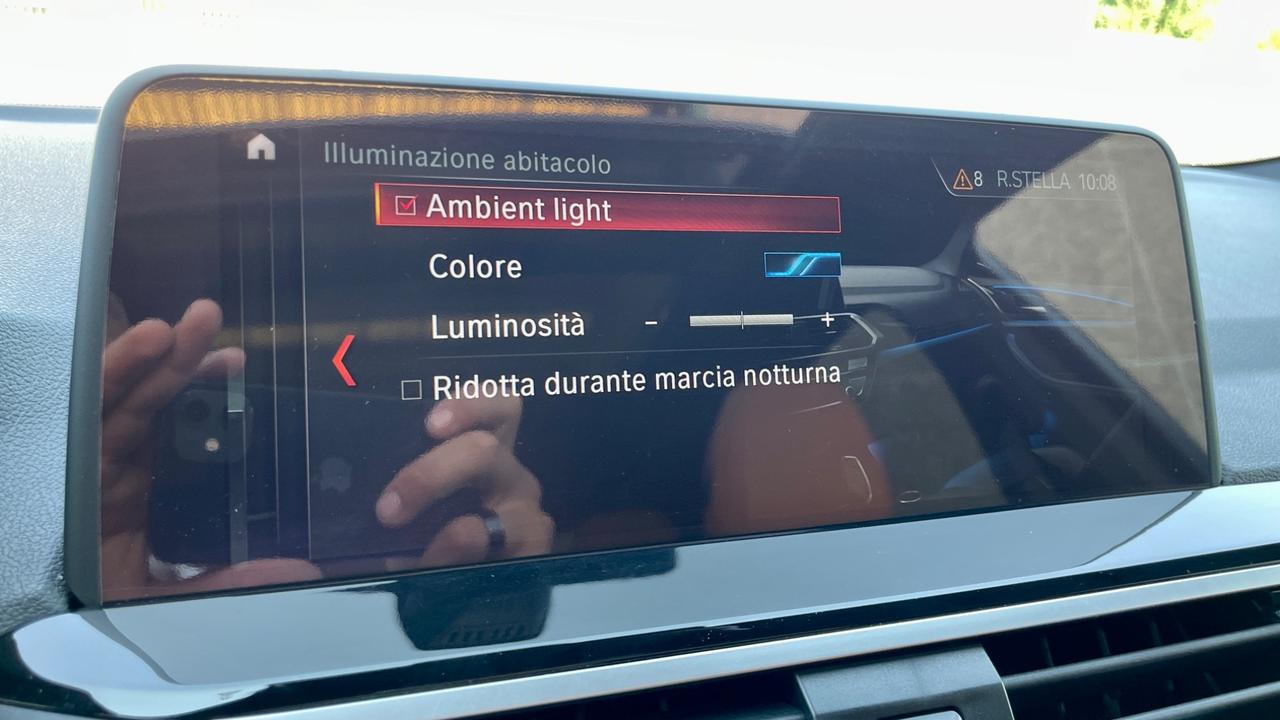 Illuminazione abitacolo
8 R.STELLA 10:08
Ambient light
Colore
Luminosità - +
Ridotta durante marcia notturna